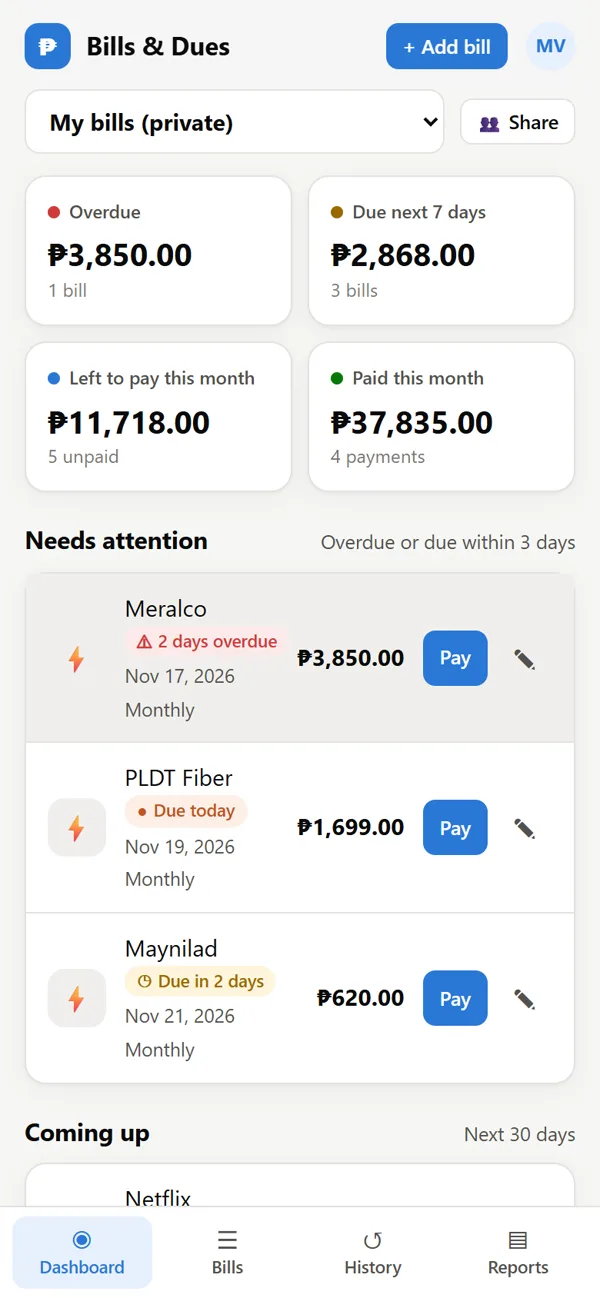 ₱ Bills & Dues + Add bill MV
My bills (private) Share
Overdue
₱3,850.00
1 bill
Due next 7 days
₱2,868.00
3 bills
Left to pay this month
₱11,718.00
5 unpaid
Paid this month
₱37,835.00
4 payments
Needs attention Overdue or due within 3 days
Meralco
2 days overdue
Nov 17, 2026
Monthly
₱3,850.00 Pay
PLDT Fiber
Due today
Nov 19, 2026
Monthly
₱1,699.00 Pay
Maynilad
Due in 2 days
Nov 21, 2026
Monthly
₱620.00 Pay
Coming up Next 30 days
Netflix
Dashboard Bills History Reports